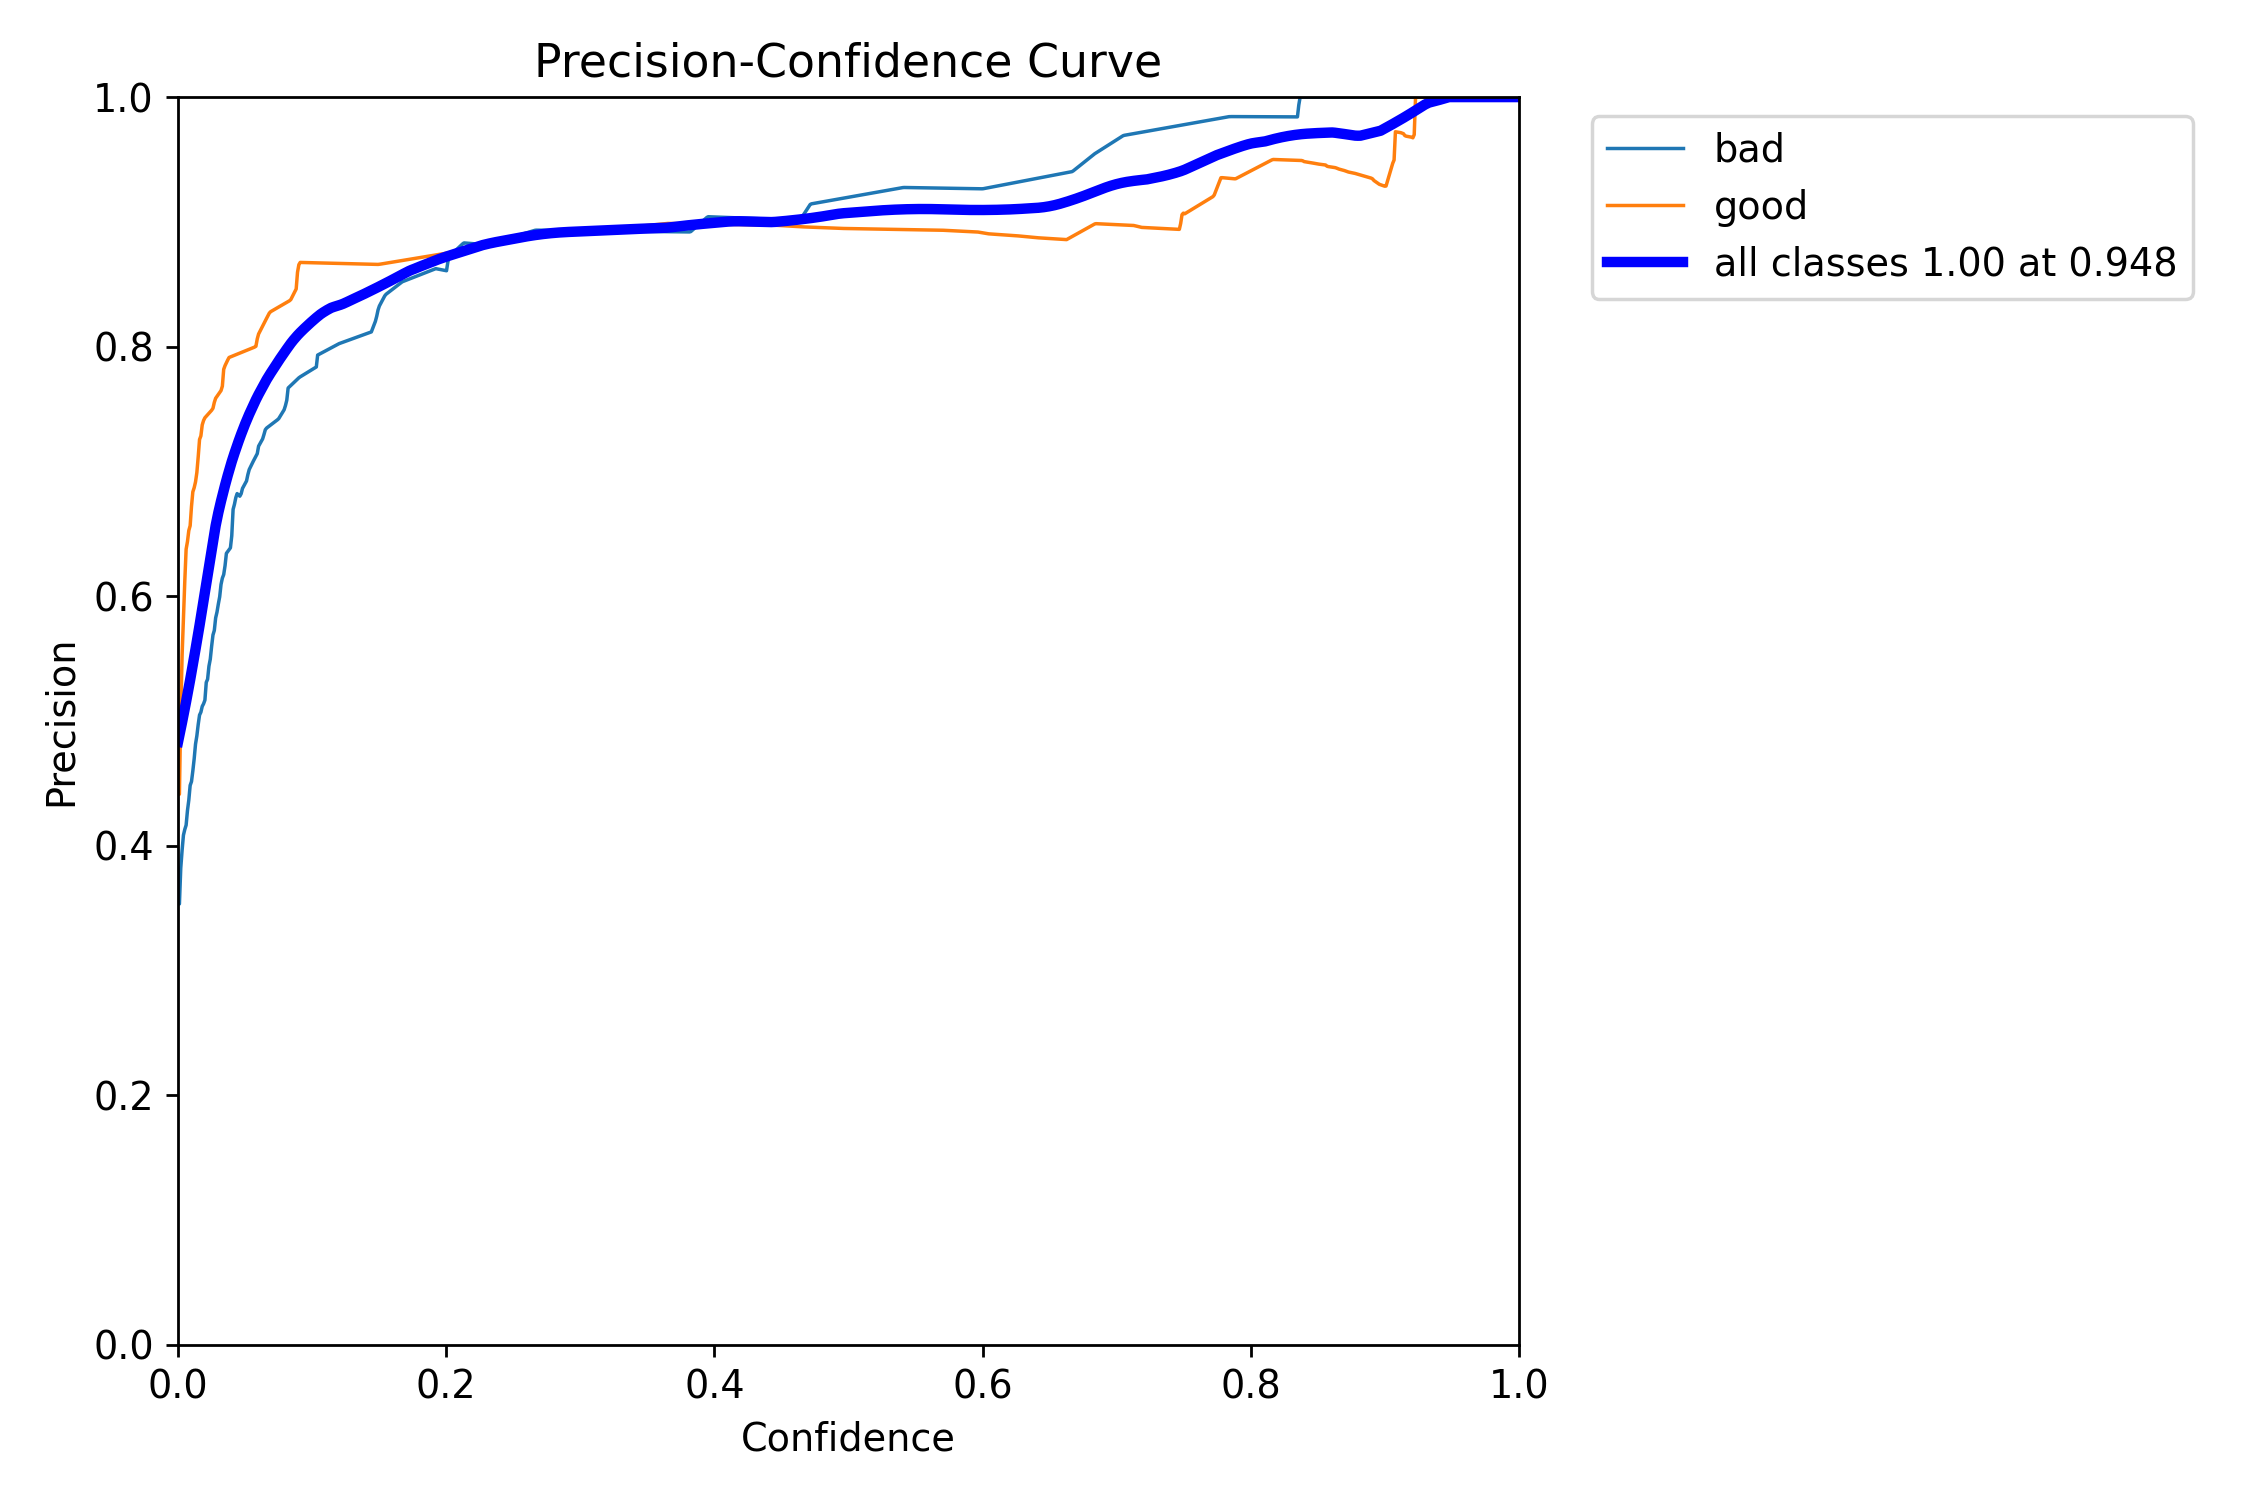 Precision-Confidence Curve
1.0
0.8
0.6
0.4
0.2
0.0
Precision
0.0 0.2 0.4 0.6 0.8 1.0
Confidence
bad
good
all classes 1.00 at 0.948